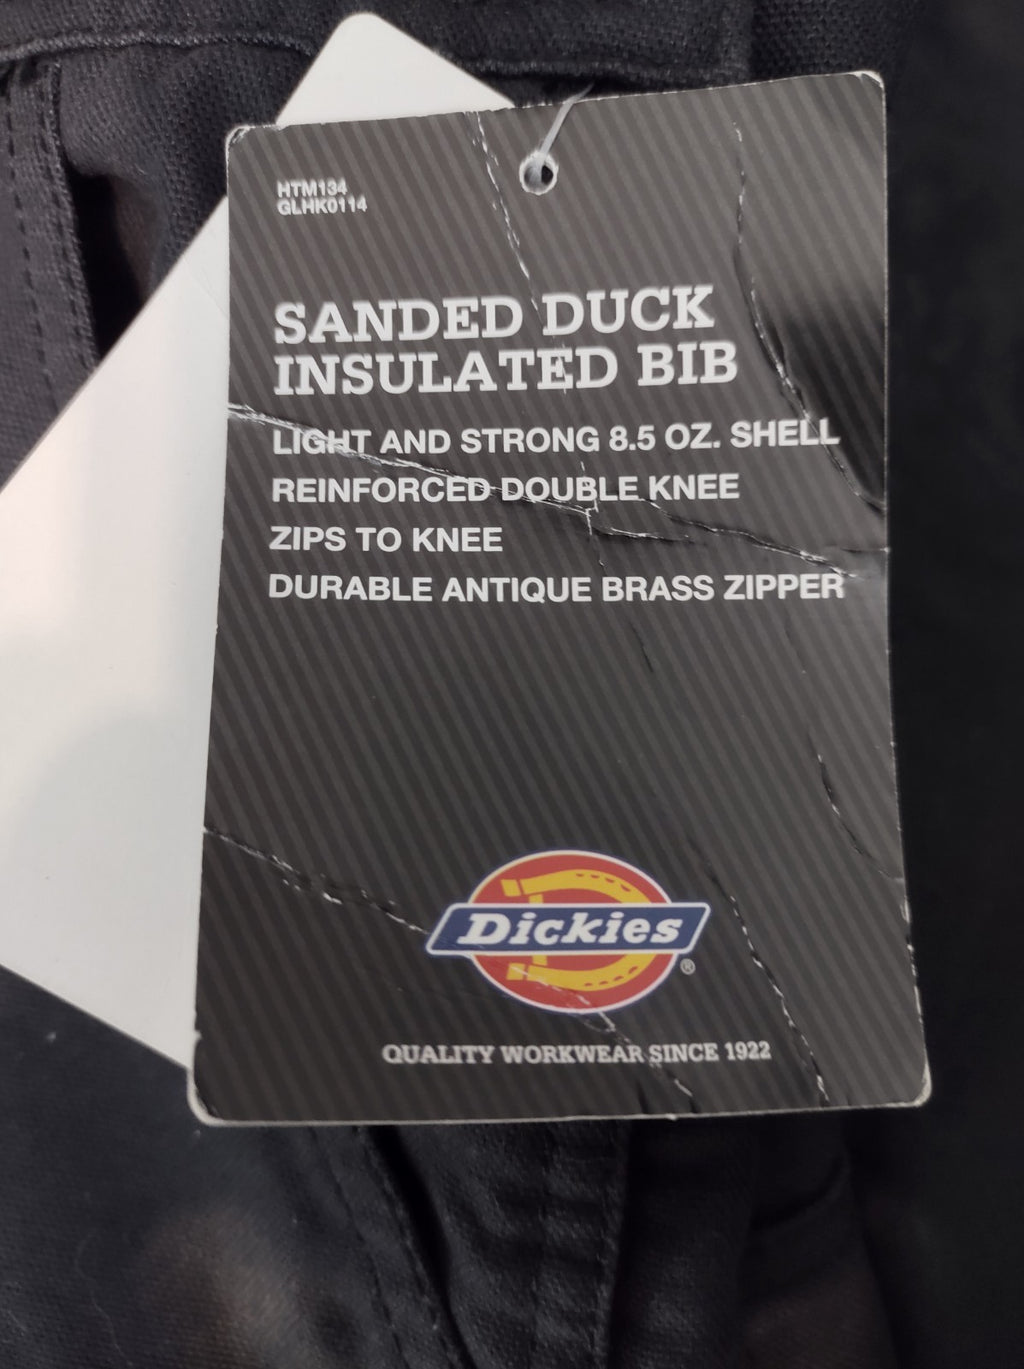 HTM134
GLHK0114
SANDED DUCK
INSULATED BIB
LIGHT AND STRONG 8.5 OZ. SHELL
REINFORCED DOUBLE KNEE
ZIPS TO KNEE
DURABLE ANTIQUE BRASS ZIPPER
Dickies
®
QUALITY WORKWEAR SINCE 1922